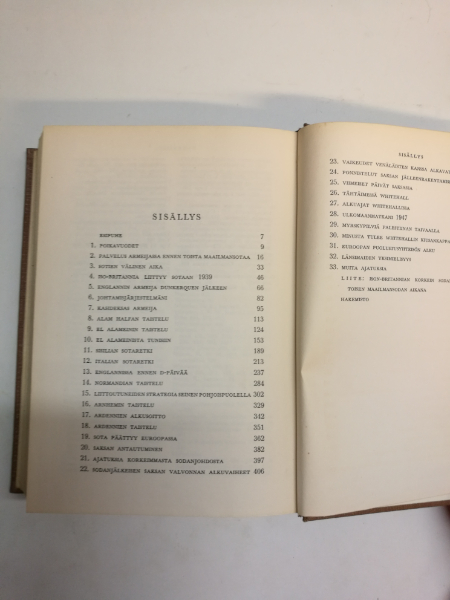 SISÄLLYS
ESIPUHE 7
1. POIKAVUODET 9
2. PALVELUS ARMEIJASSA ENNEN TOISTA MAAILMANSOTAA 16
3. SOTIEN VÄLINEN AIKA 33
4. ISO-BRITANNIA LIITTYY SOTAAN 1939 46
5. ENGLANNIN ARMEIJA DUNKERQUEN JÄLKEEN 66
6. JOHTAMISJÄRJESTELMÄNI 82
7. KAHDEKSAS ARMEIJA 95
8. ALAM HALFAN TAISTELU 113
9. EL ALAMEININ TAISTELU 124
10. EL ALAMEINISTA TUNISIIN 153
11. SISILIAN SOTARETKI 189
12. ITALIAN SOTARETKI 213
13. ENGLANNISSA ENNEN D-PÄIVÄÄ 237
14. NORMANDIAN TAISTELU 284
15. LIITTOUTUNEIDEN STRATEGIA SEINEN POHJOISPUOLELLA 302
16. ARNHEMIN TAISTELU 329
17. ARDENNIEN ALKUSOITTO 342
18. ARDENNIEN TAISTELU 351
19. SOTA PÄÄTTYY EUROOPASSA 362
20. SAKSAN ANTAUTUMINEN 382
21. AJATUKSIA KORKEIMMASTA SODANJOHDOSTA 397
22. SODANJÄLKEISEN SAKSAN VALVONNAN ALKUVAIHEET 406
SISÄLLYS
23. VAIKEUDET VENÄLÄISTEN KANSSA ALKAVAT
24. PONNISTELUT SAKSAN JÄLLEENRAKENTAMISEKSI
25. VIIMEISET PÄIVÄT SAKSASSA
26. TÄHTÄIMESSÄ WHITEHALL
27. ALKUAJAT WHITEHALLISSA
28. ULKOMAANMATKANI 1947
29. MYRSKYPILVIÄ PALESTIINAN TAIVAALLA
30. MINUSTA TULEE WHITEHALLIN KIUSANKAPPALE
31. EUROOPAN PUOLUSTUSYHTEISÖN ALKU
32. LÄNSIMAIDEN YHTENÄISYYS
33. MUITA AJATUKSIA
LIITE: ISO-BRITANNIAN KORKEIN SODAN
TOISEN MAAILMANSODAN AIKANA
HAKEMISTO